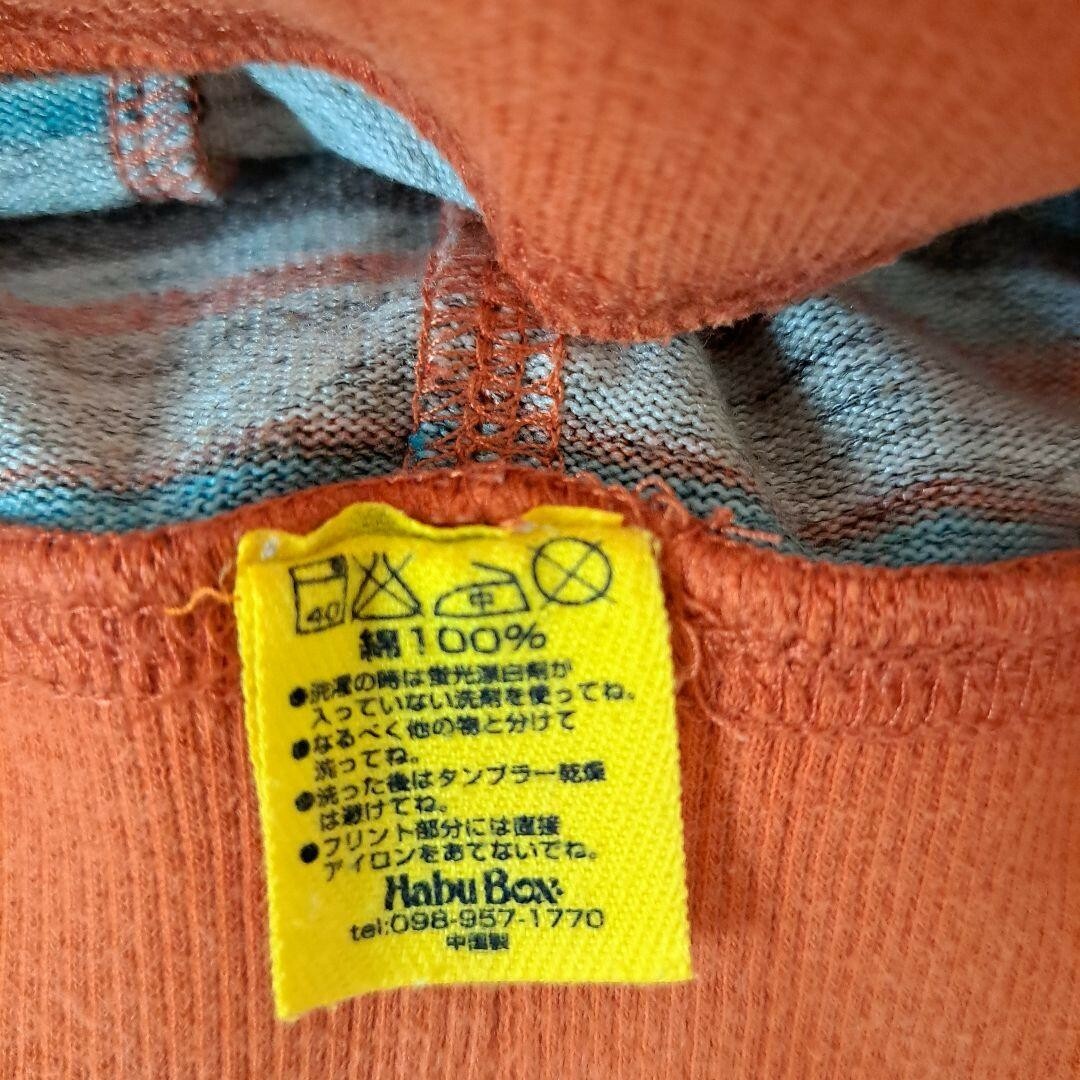 40 中
綿100%
●洗濯の時は蛍光漂白剤が
入っていない洗剤を使ってね。
●なるべく他の物と分けて
洗ってね。
●洗った後はタンブラー乾燥
は避けてね。
●プリント部分には直接
アイロンをあてないでね。
Habu Box
tel:098-957-1770
中国製